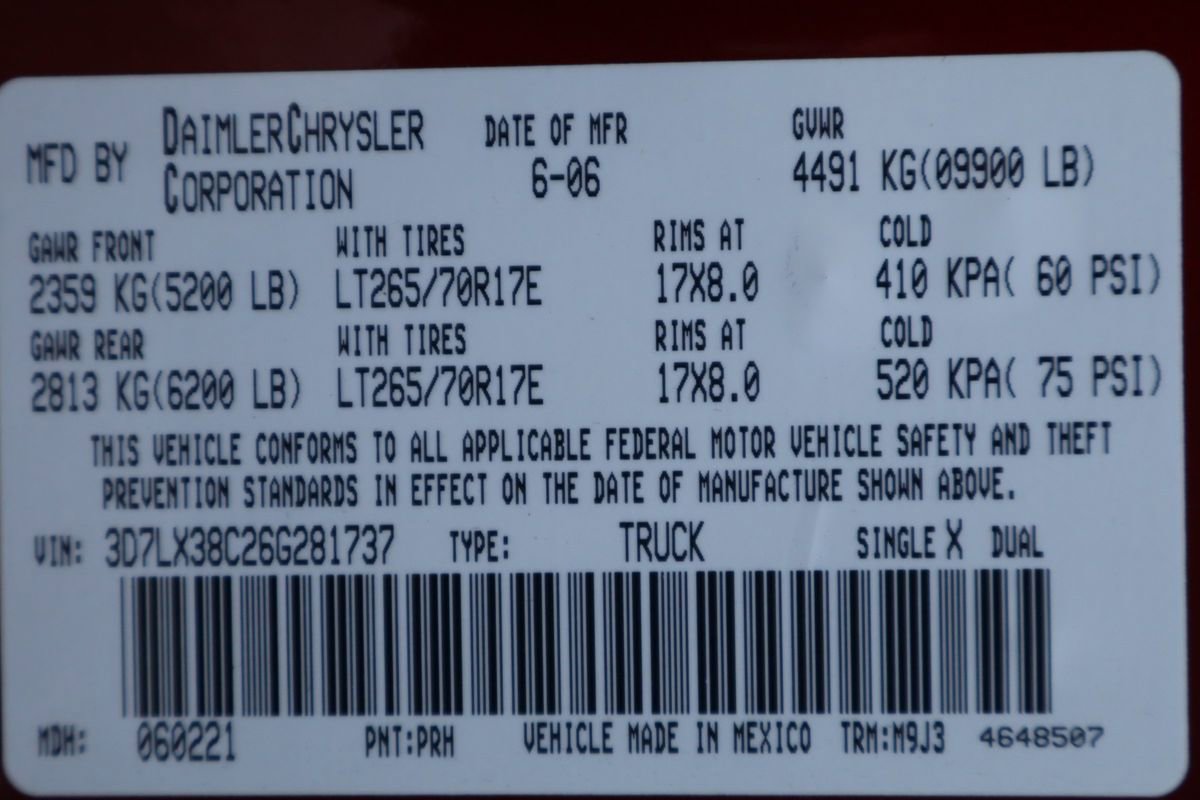 MFD BY DAIMLERCHRYSLER CORPORATION DATE OF MFR 6-06 GVWR 4491 KG(09900 LB)
GAWR FRONT WITH TIRES RIMS AT COLD
2359 KG(5200 LB) LT265/70R17E 17X8.0 410 KPA( 60 PSI)
GAWR REAR WITH TIRES RIMS AT COLD
2813 KG(6200 LB) LT265/70R17E 17X8.0 520 KPA( 75 PSI)
THIS VEHICLE CONFORMS TO ALL APPLICABLE FEDERAL MOTOR VEHICLE SAFETY AND THEFT
PREVENTION STANDARDS IN EFFECT ON THE DATE OF MANUFACTURE SHOWN ABOVE.
VIN: 3D7LX38C26G281737 TYPE: TRUCK SINGLE X DUAL
MDH: 060221 PNT:PRH VEHICLE MADE IN MEXICO TRM:M9J3 4648507